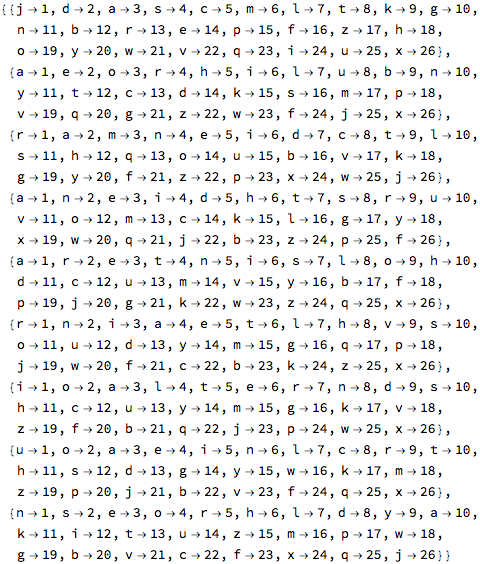 {{j→1, d→2, a→3, s→4, c→5, m→6, l→7, t→8, k→9, g→10,
n→11, b→12, r→13, e→14, p→15, f→16, z→17, h→18,
o→19, y→20, w→21, v→22, q→23, i→24, u→25, x→26},
{a→1, e→2, o→3, r→4, h→5, i→6, l→7, u→8, b→9, n→10,
y→11, t→12, c→13, d→14, k→15, s→16, m→17, p→18,
v→19, q→20, g→21, z→22, w→23, f→24, j→25, x→26},
{r→1, a→2, m→3, n→4, e→5, i→6, d→7, c→8, t→9, l→10,
s→11, h→12, q→13, o→14, u→15, b→16, v→17, k→18,
g→19, y→20, f→21, z→22, p→23, x→24, w→25, j→26},
{a→1, n→2, e→3, i→4, d→5, h→6, t→7, s→8, r→9, u→10,
v→11, o→12, m→13, c→14, k→15, l→16, g→17, y→18,
x→19, w→20, q→21, j→22, b→23, z→24, p→25, f→26},
{a→1, r→2, e→3, t→4, n→5, i→6, s→7, l→8, o→9, h→10,
d→11, c→12, u→13, m→14, v→15, y→16, b→17, f→18,
p→19, j→20, g→21, k→22, w→23, z→24, q→25, x→26},
{r→1, n→2, i→3, a→4, e→5, t→6, l→7, h→8, v→9, s→10,
o→11, u→12, d→13, y→14, m→15, g→16, q→17, p→18,
j→19, w→20, f→21, c→22, b→23, k→24, z→25, x→26},
{i→1, o→2, a→3, l→4, t→5, e→6, r→7, n→8, d→9, s→10,
h→11, c→12, u→13, y→14, m→15, g→16, k→17, v→18,
z→19, f→20, b→21, q→22, j→23, p→24, w→25, x→26},
{u→1, o→2, a→3, e→4, i→5, n→6, l→7, c→8, r→9, t→10,
h→11, s→12, d→13, g→14, y→15, w→16, k→17, m→18,
z→19, p→20, j→21, b→22, v→23, f→24, q→25, x→26},
{n→1, s→2, e→3, o→4, r→5, h→6, l→7, d→8, y→9, a→10,
k→11, i→12, t→13, u→14, z→15, m→16, p→17, w→18,
g→19, b→20, v→21, c→22, f→23, x→24, q→25, j→26}}